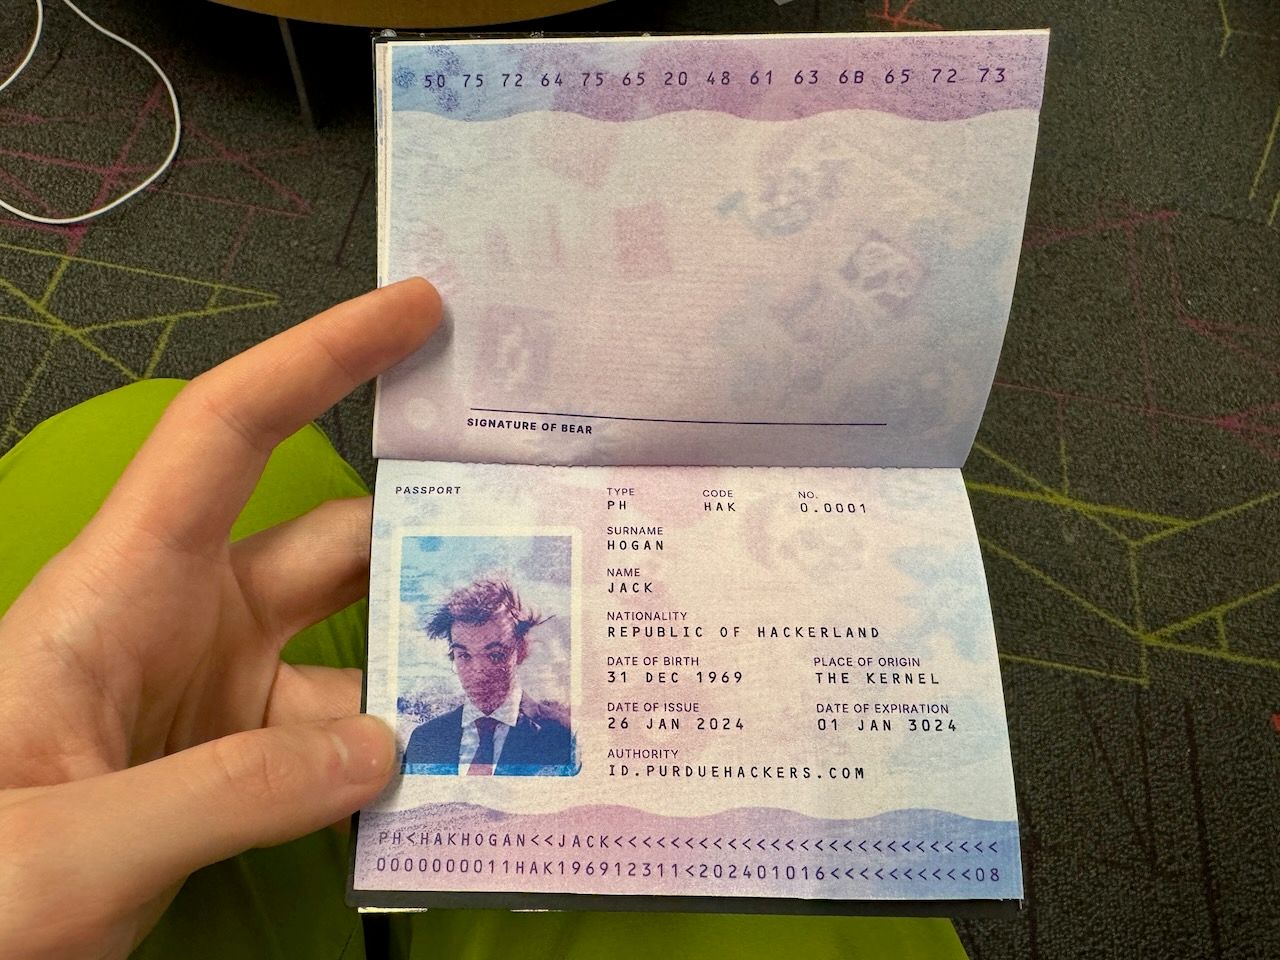 50 75 72 64 75 65 20 48 61 63 6B 65 72 73
SIGNATURE OF BEAR
PASSPORT
TYPE CODE NO.
PH HAK 0.0001
SURNAME
HOGAN
NAME
JACK
NATIONALITY
REPUBLIC OF HACKERLAND
DATE OF BIRTH PLACE OF ORIGIN
31 DEC 1969 THE KERNEL
DATE OF ISSUE DATE OF EXPIRATION
26 JAN 2024 01 JAN 3024
AUTHORITY
ID.PURDUEHACKERS.COM
PH<HAKHOGAN<<JACK<<<<<<<<<<<<<<<<<<<<<<<<<<<
0000000011HAK196912311<202401016<<<<<<<<<<<08